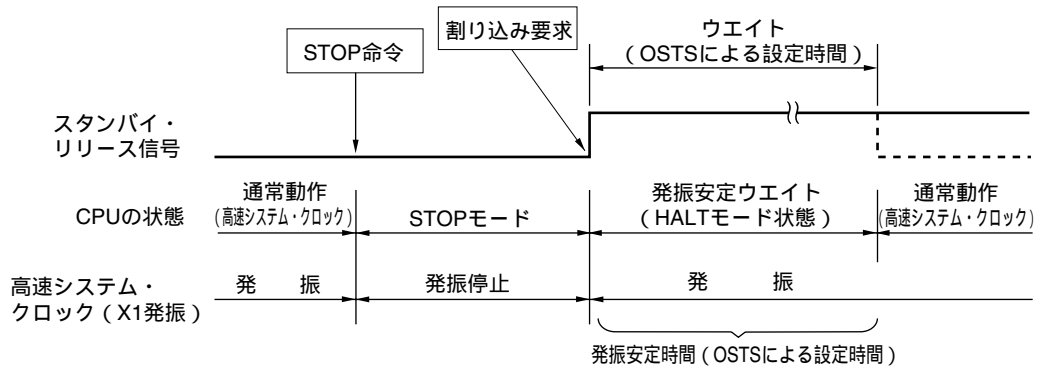 STOP命令
割り込み要求
ウエイト
(OSTSによる設定時間)
スタンバイ・
リリース信号
CPUの状態
通常動作
(高速システム・クロック)
STOPモード
発振安定ウエイト
(HALTモード状態)
通常動作
(高速システム・クロック)
高速システム・
クロック(X1発振)
発　振
発振停止
発　振
発振安定時間(OSTSによる設定時間)